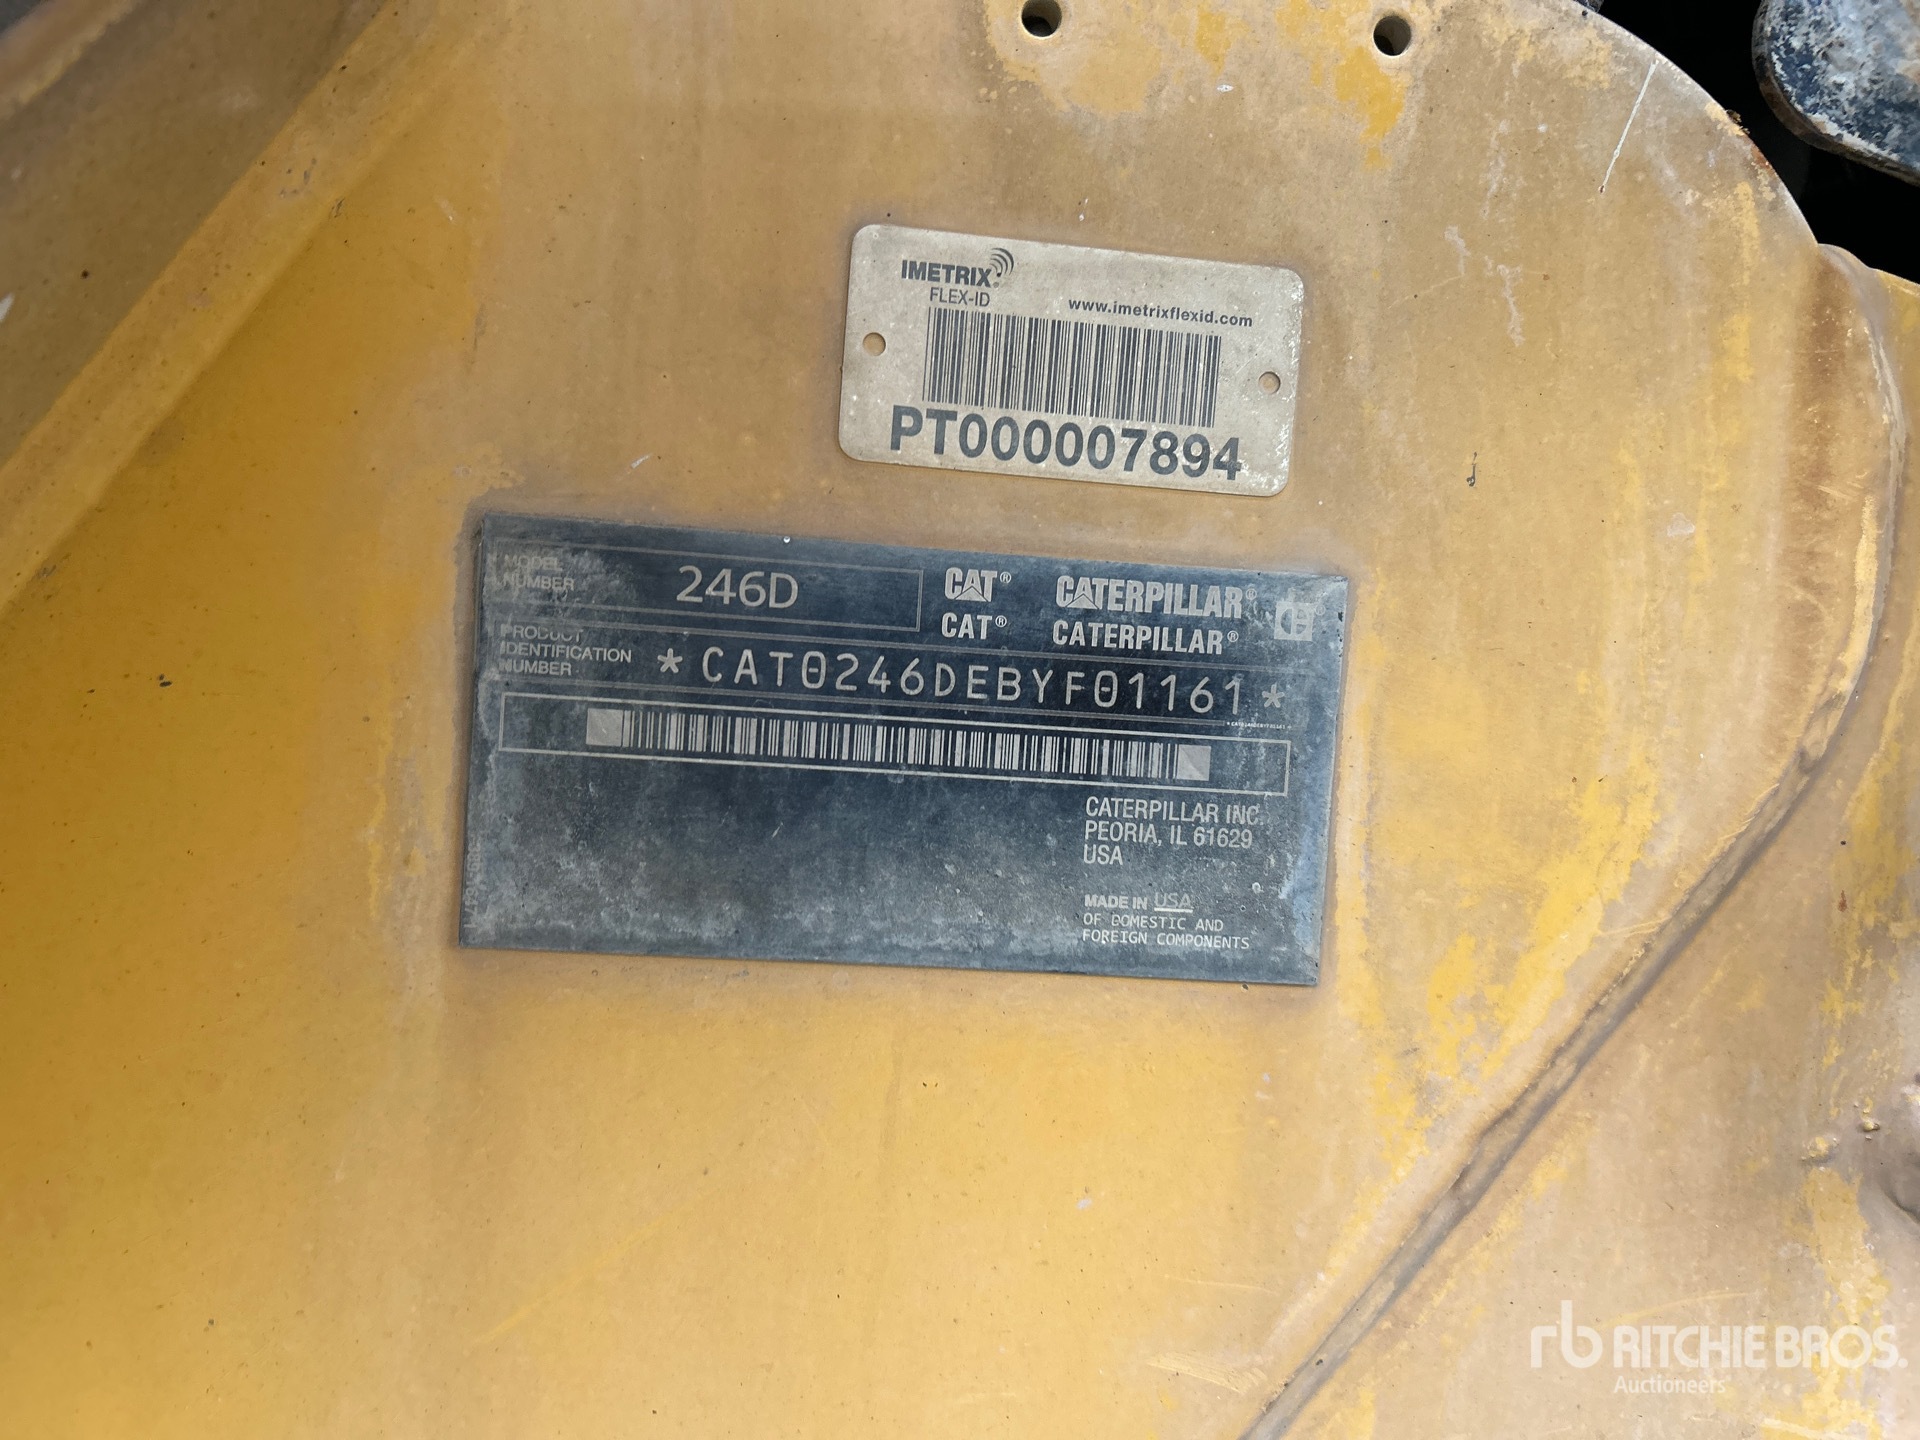 IMETRIX
FLEX-ID
www.imetrixflexid.com
PT000007894
MODEL
NUMBER
246D
CAT® CATERPILLAR®
CAT® CATERPILLAR®
PRODUCT
IDENTIFICATION
NUMBER
*CAT0246DEBYF01161*
CATERPILLAR INC.
PEORIA, IL 61629
USA
MADE IN USA
OF DOMESTIC AND
FOREIGN COMPONENTS
rb RITCHIE BROS.
Auctioneers